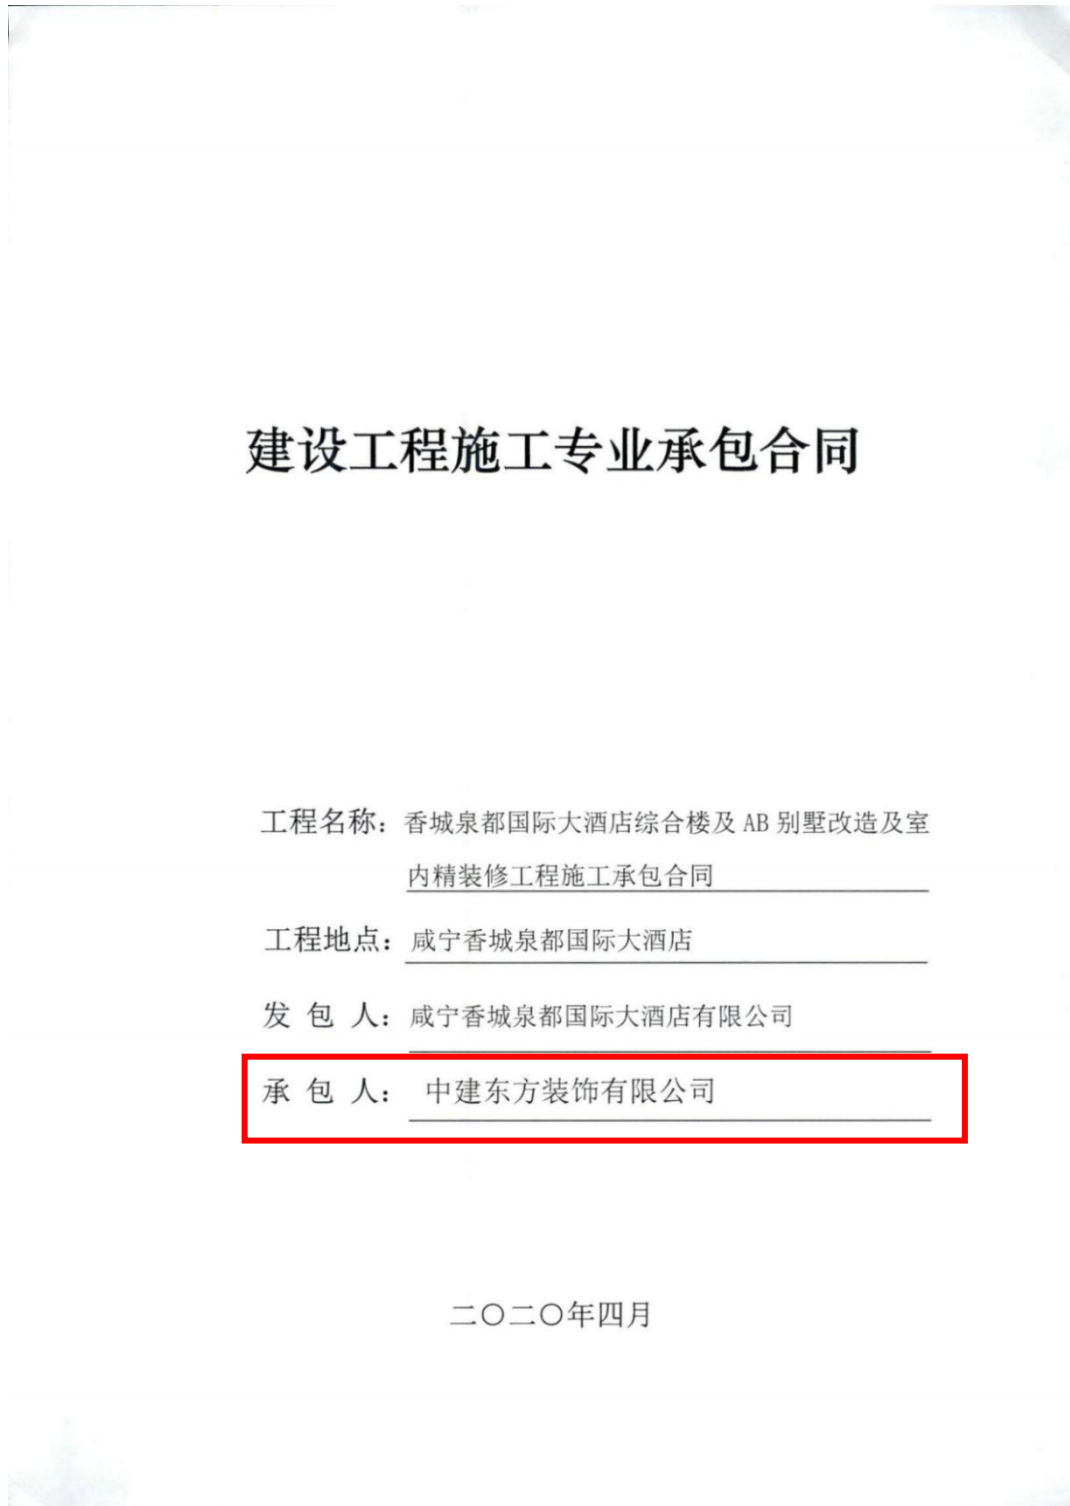 建设工程施工专业承包合同
工程名称：香城泉都国际大酒店综合楼及 AB 别墅改造及室
内精装修工程施工承包合同
工程地点：咸宁香城泉都国际大酒店
发 包 人：咸宁香城泉都国际大酒店有限公司
承 包 人： 中建东方装饰有限公司
二〇二〇年四月